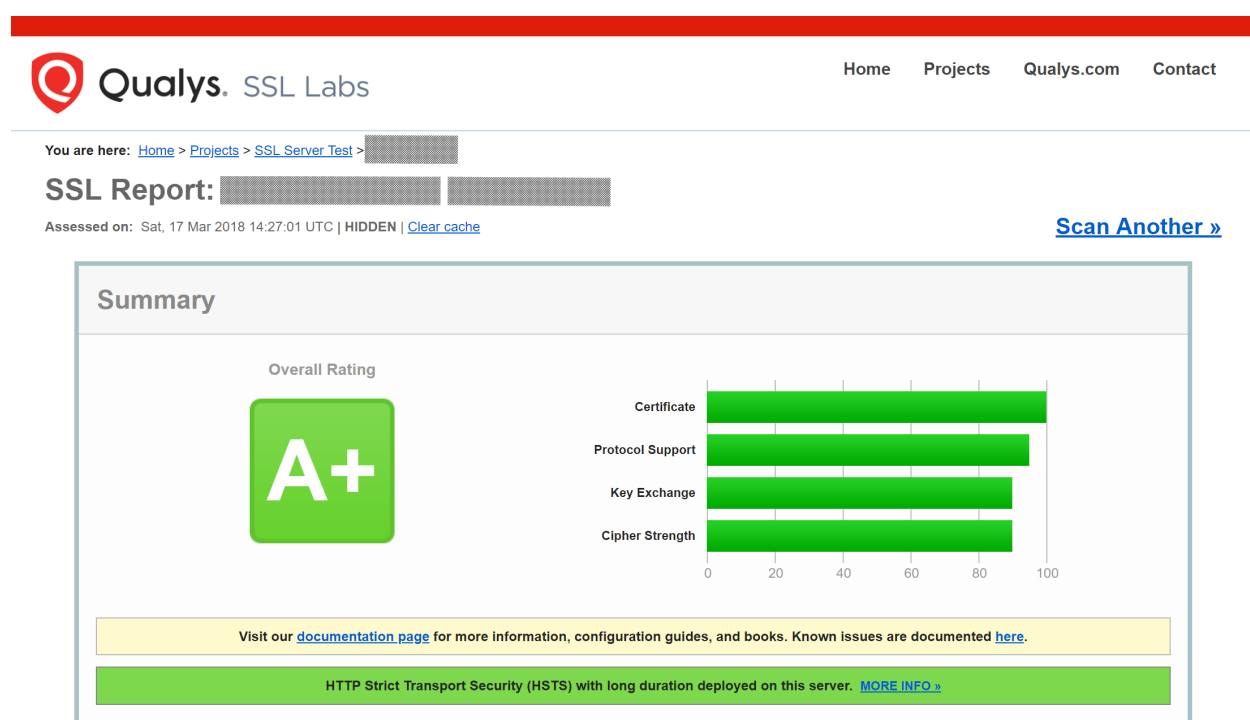 Qualys. SSL Labs
Home Projects Qualys.com Contact
You are here: Home > Projects > SSL Server Test >
SSL Report:
Assessed on: Sat, 17 Mar 2018 14:27:01 UTC | HIDDEN | Clear cache
Scan Another »
Summary
Overall Rating
A+
Certificate
Protocol Support
Key Exchange
Cipher Strength
0 20 40 60 80 100
Visit our documentation page for more information, configuration guides, and books. Known issues are documented here.
HTTP Strict Transport Security (HSTS) with long duration deployed on this server. MORE INFO »